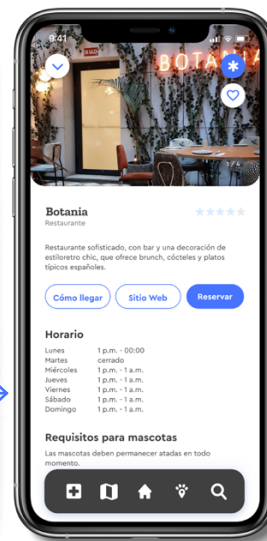 9:41
BOTANIA
1/4
Botania
Restaurante
Restaurante sofisticado, con bar y una decoración de
estiloretro chic, que ofrece brunch, cócteles y platos
típicos españoles.
Cómo llegar
Sitio Web
Reservar
Horario
Lunes 1 p.m. - 00:00
Martes cerrado
Miércoles 1 p.m. - 1 a.m.
Jueves 1 p.m. - 1 a.m.
Viernes 1 p.m. - 1 a.m.
Sábado 1 p.m. - 1 a.m.
Domingo 1 p.m. - 1 a.m.
Requisitos para mascotas
Las mascotas deben permanecer atadas en todo
momento.